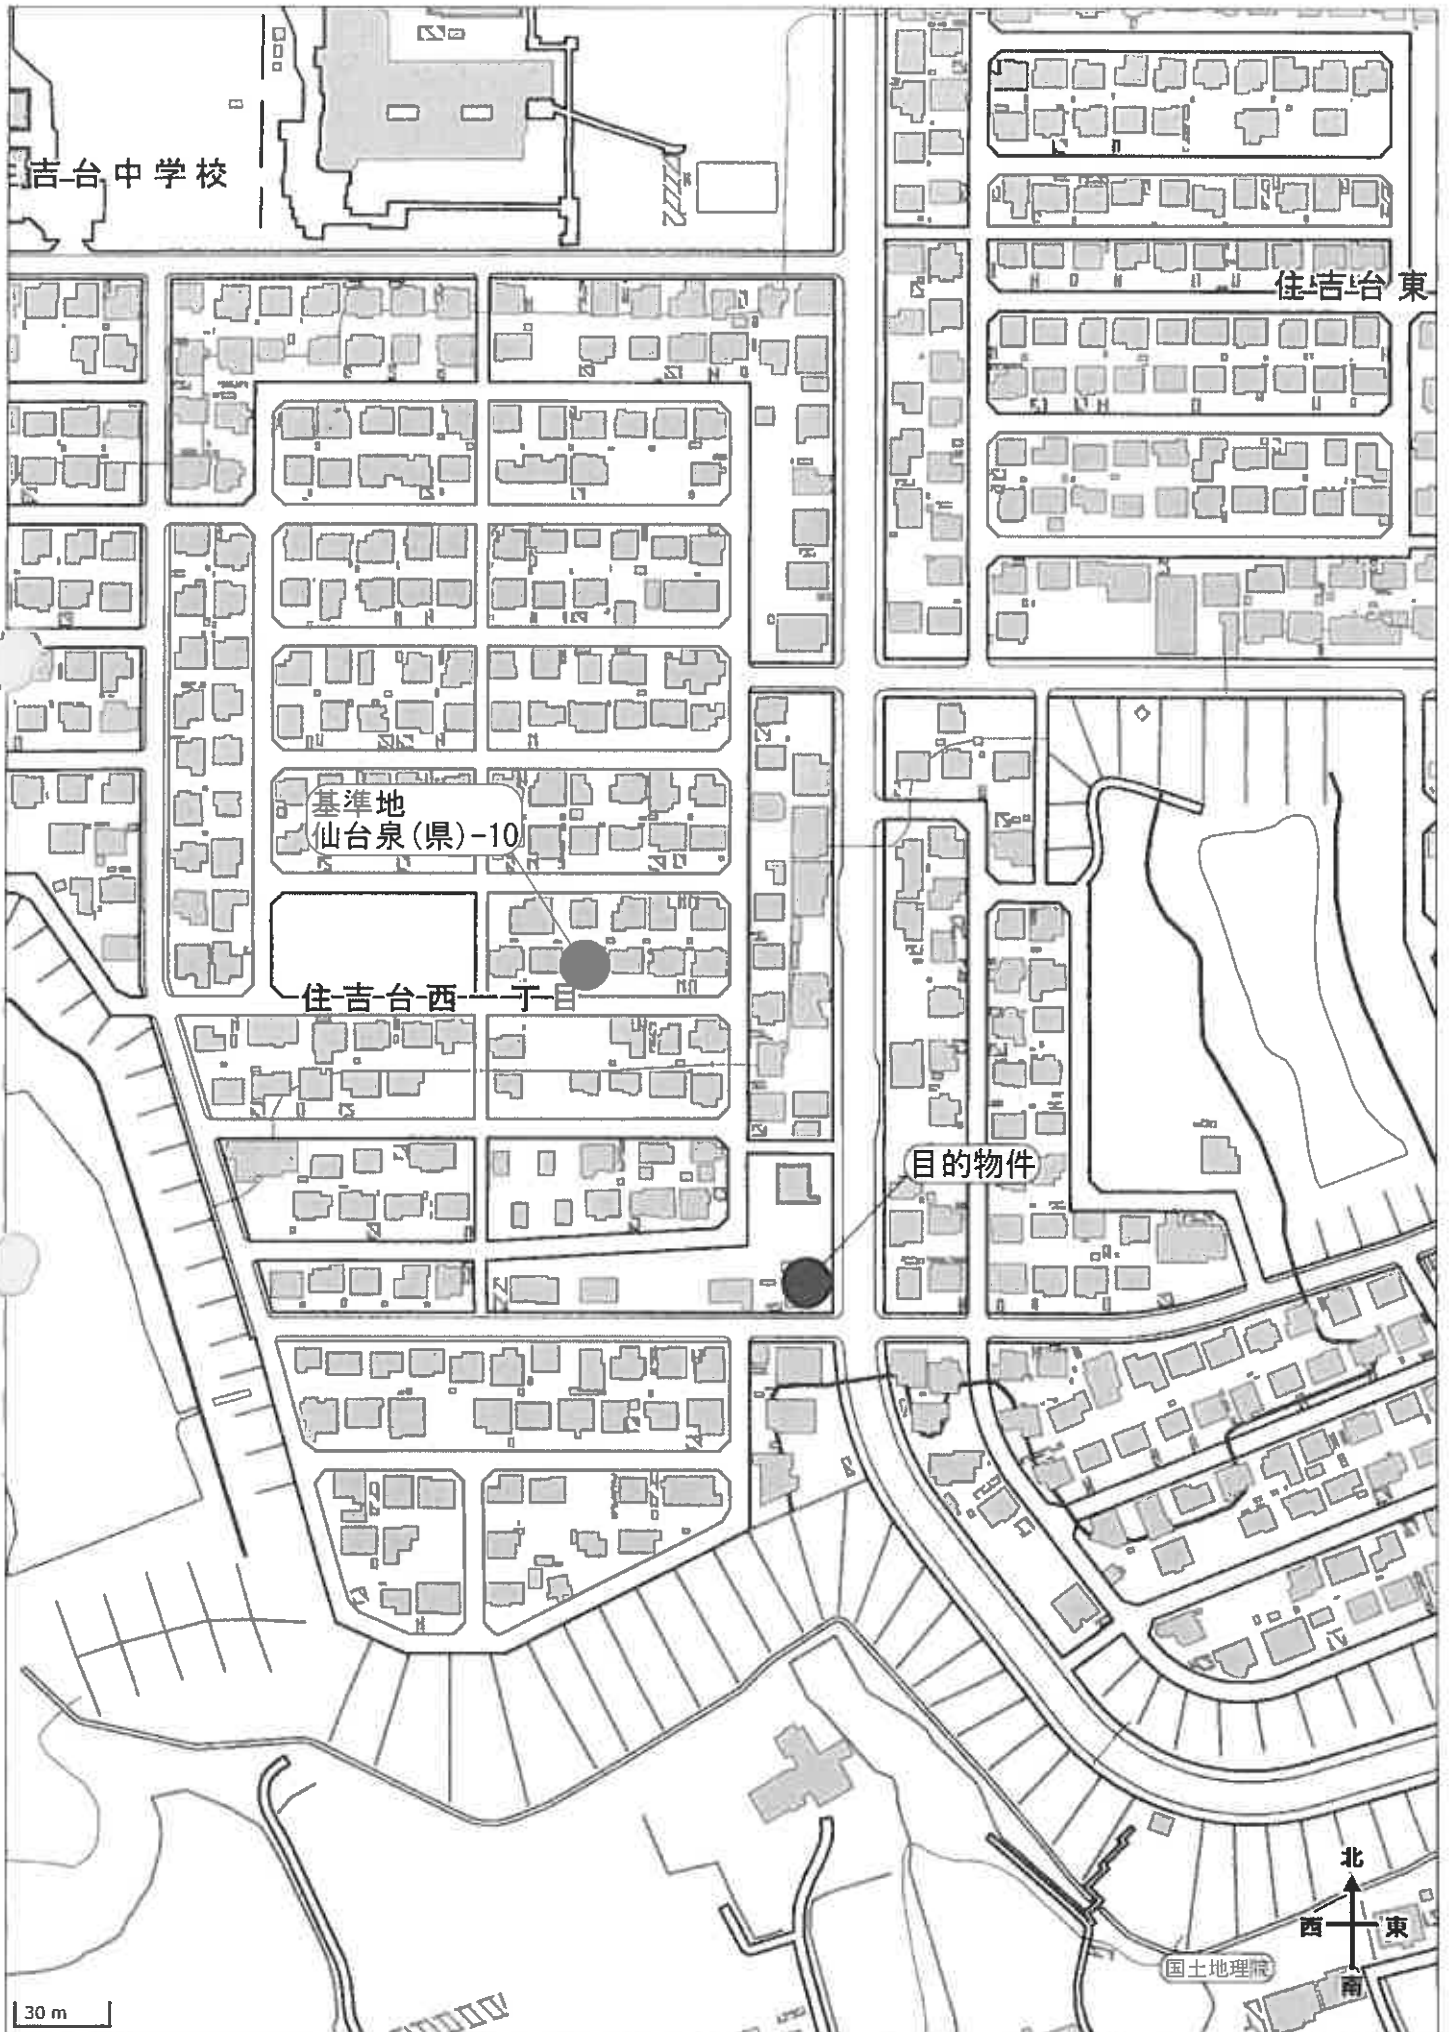 吉台中学校
住吉台東
基準地
仙台泉(県)-10
住吉台西一丁目
目的物件
北
西
東
南
国土地理院
30 m